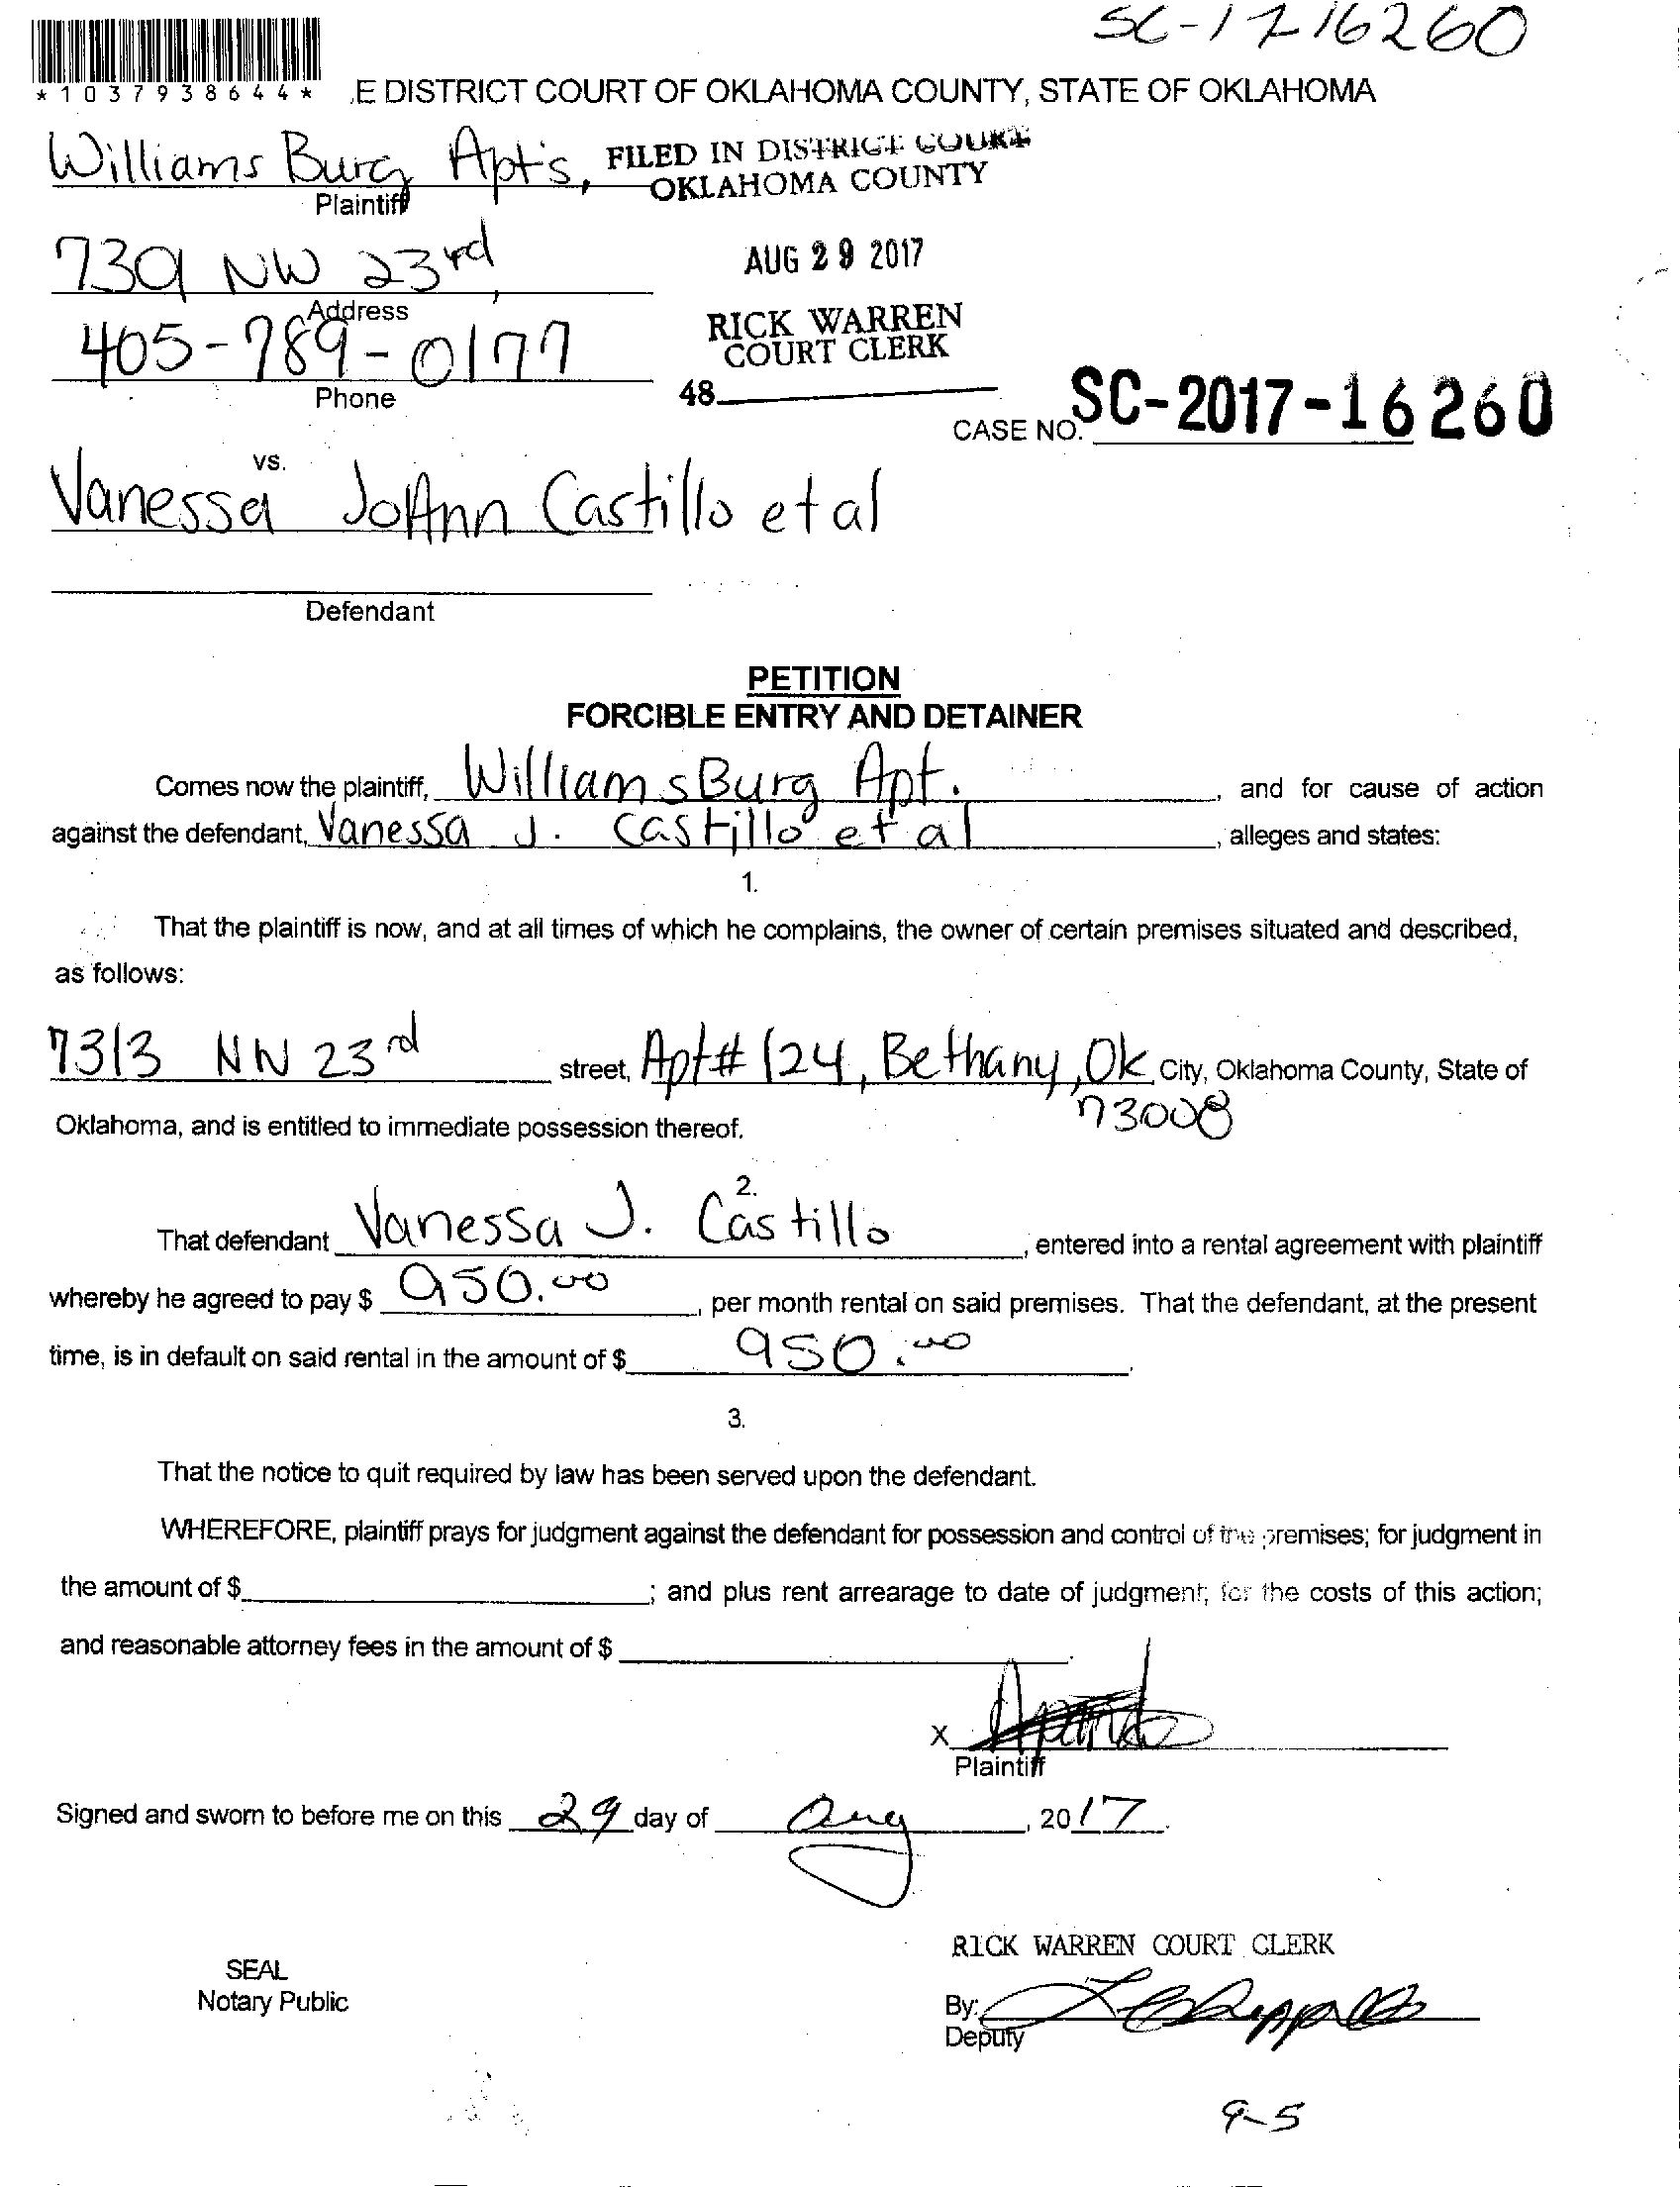 SC-1716260
*1037938644*
E DISTRICT COURT OF OKLAHOMA COUNTY, STATE OF OKLAHOMA
Williams Burg Apt's,
Plaintiff
FILED IN DISTRICT COURT
OKLAHOMA COUNTY
AUG 29 2017
RICK WARREN
COURT CLERK
48
7301 NW 23rd,
Address
405-789-0177
Phone
CASE NO. SC-2017-16260
vs.
Vanessa JoAnn Castillo et al
Defendant
PETITION
FORCIBLE ENTRY AND DETAINER
Comes now the plaintiff, WilliamsBurg Apt. , and for cause of action
against the defendant, Vanessa J. Castillo et al , alleges and states:
1.
That the plaintiff is now, and at all times of which he complains, the owner of certain premises situated and described,
as follows:
7313 NW 23rd street, Apt# 124, Bethany, Ok City, Oklahoma County, State of
73008
Oklahoma, and is entitled to immediate possession thereof.
2.
That defendant Vanessa J. Castillo , entered into a rental agreement with plaintiff
whereby he agreed to pay $ 950.00 , per month rental on said premises. That the defendant, at the present
time, is in default on said rental in the amount of $ 950.00 .
3.
That the notice to quit required by law has been served upon the defendant.
WHEREFORE, plaintiff prays for judgment against the defendant for possession and control of the premises; for judgment in
the amount of $ ; and plus rent arrearage to date of judgment; for the costs of this action;
and reasonable attorney fees in the amount of $ .
X
Plaintiff
Signed and sworn to before me on this 29 day of Aug , 2017.
SEAL
Notary Public
RICK WARREN COURT CLERK
By:
Deputy
9-5